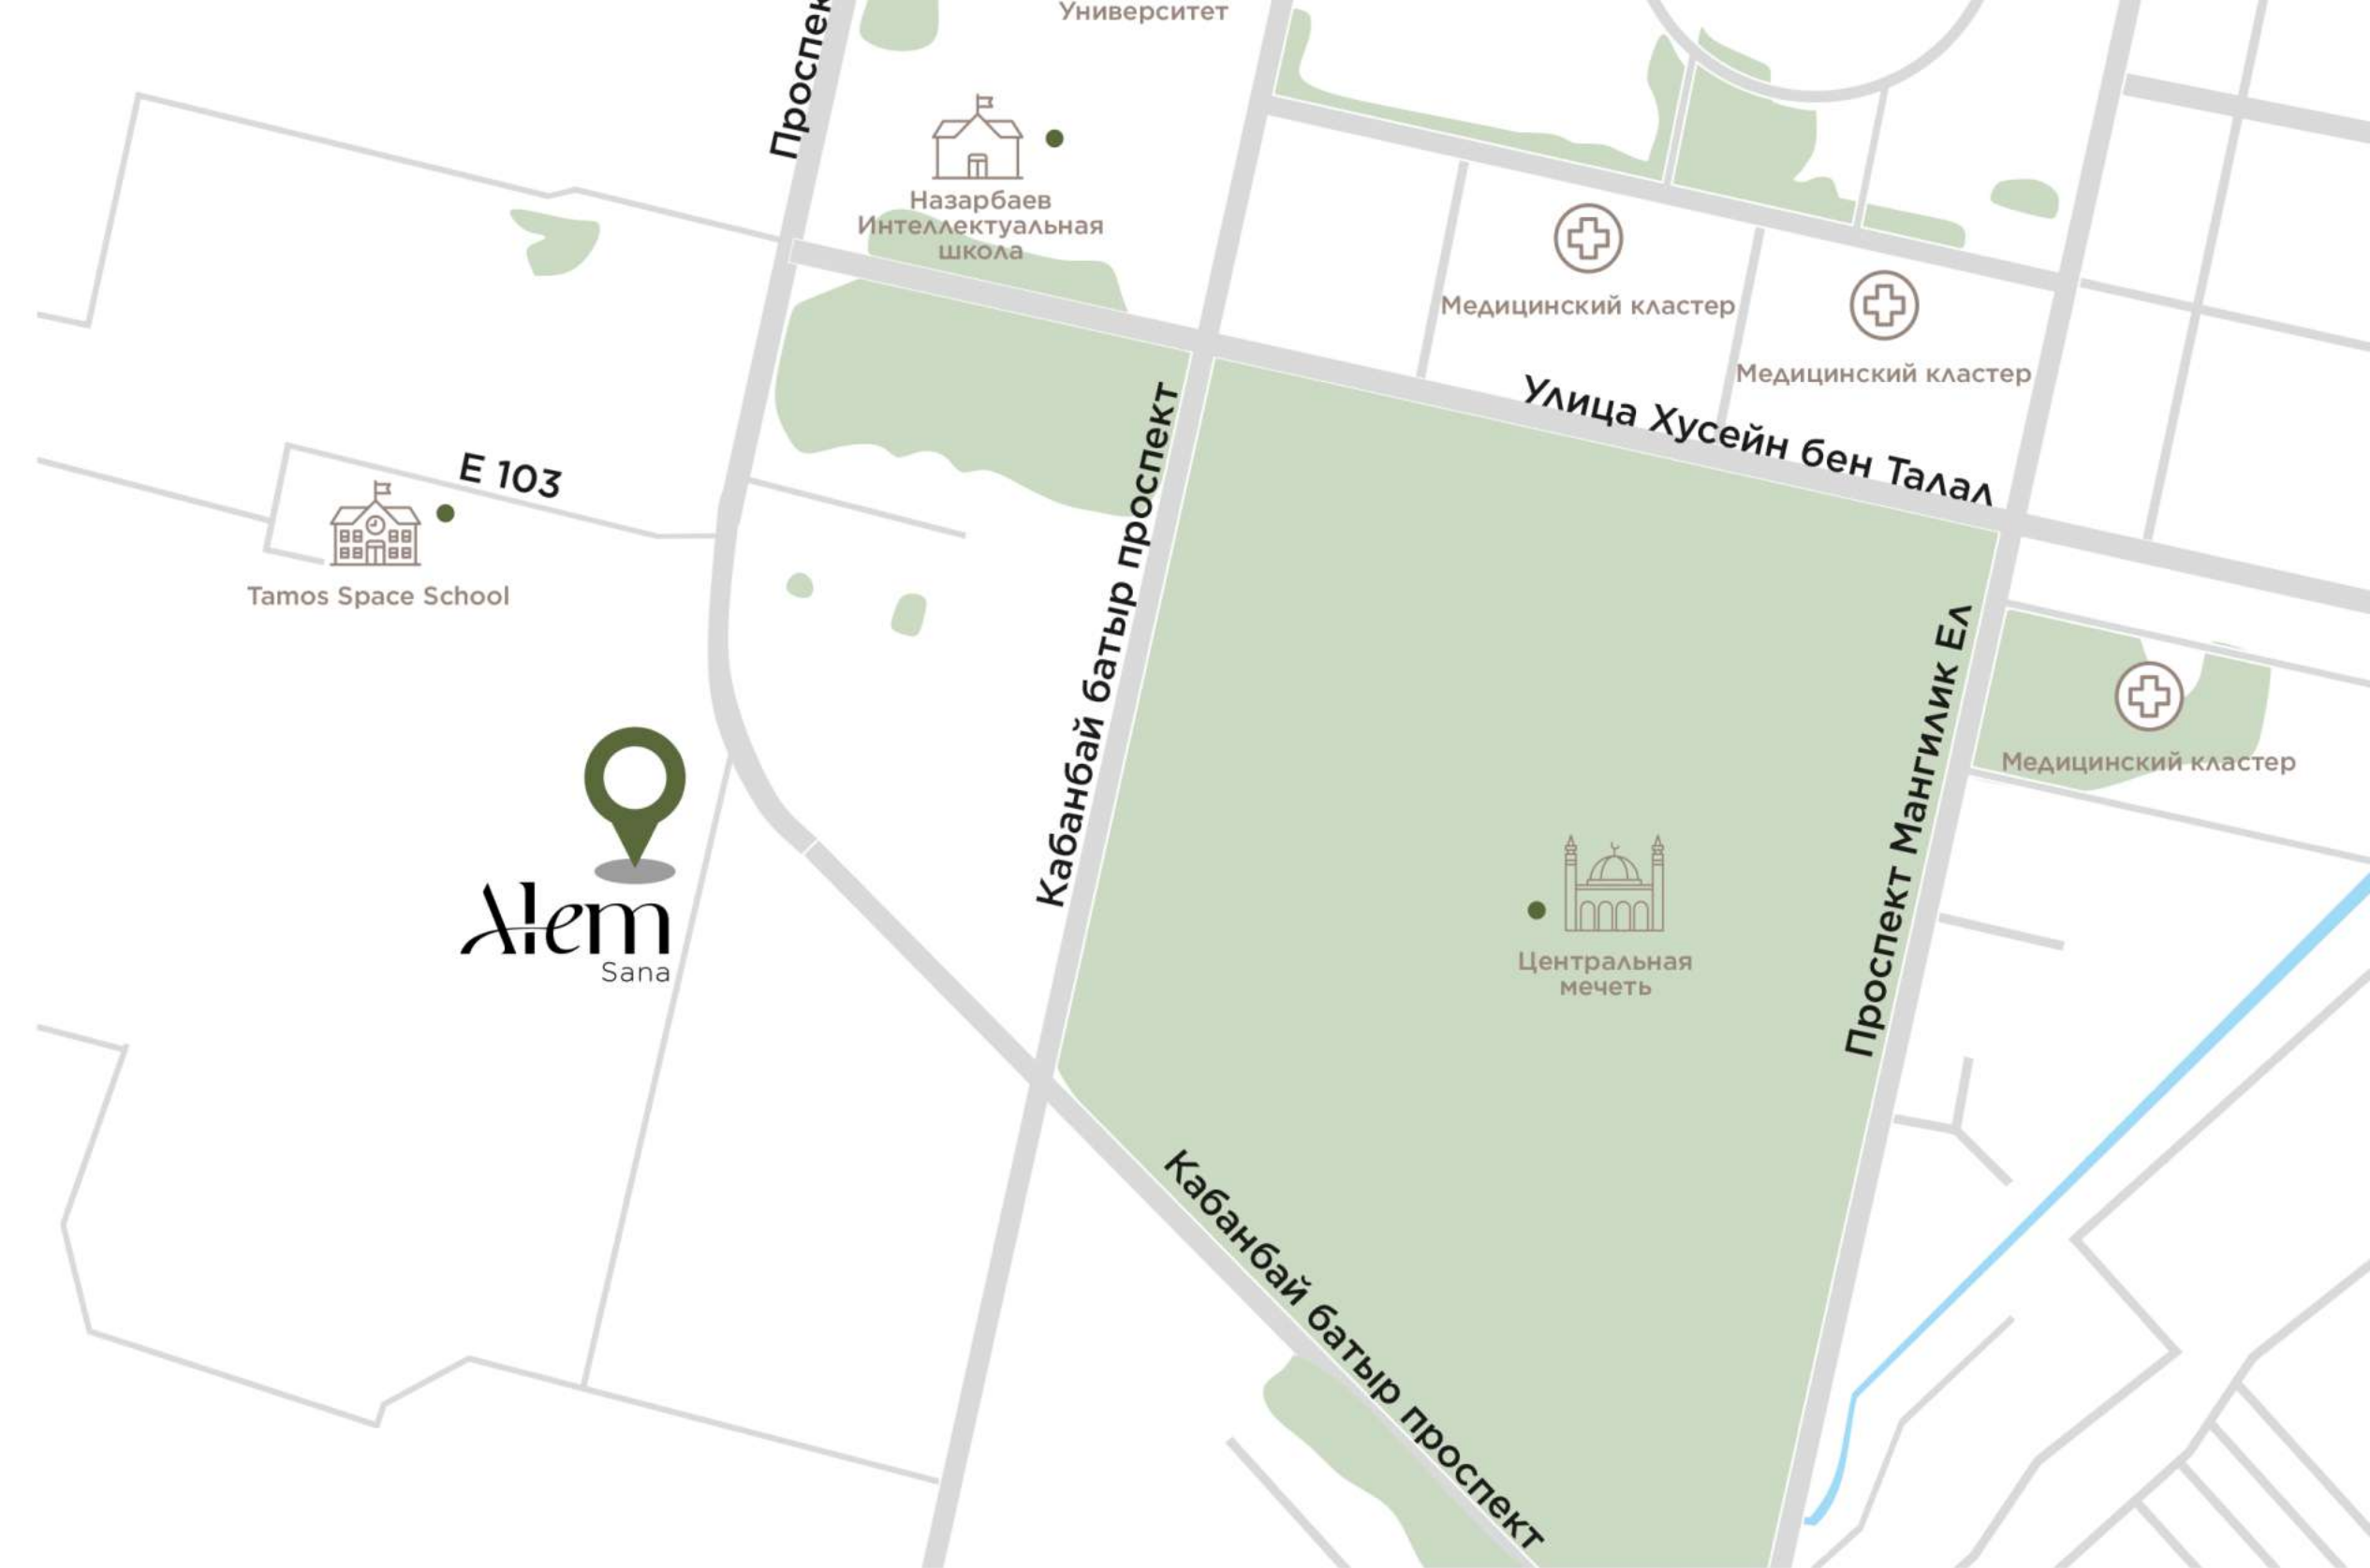 Университет
Назарбаев
Интеллектуальная
школа
Медицинский кластер
Медицинский кластер
Улица Хусейн бен Талал
E 103
Tamos Space School
Кабанбай батыр проспект
Проспект Мангилик Ел
Медицинский кластер
Alem
Sana
Центральная
мечеть
Кабанбай батыр проспект